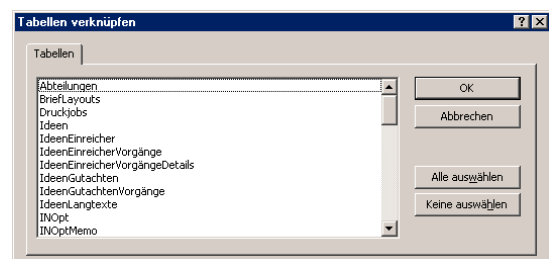 Tabellen verknüpfen
Tabellen
Abteilungen
BriefLayouts
Druckjobs
Ideen
IdeenEinreicher
IdeenEinreicherVorgänge
IdeenEinreicherVorgängeDetails
IdeenGutachten
IdeenGutachtenVorgänge
IdeenLangtexte
INOpt
INOptMemo
OK
Abbrechen
Alle auswählen
Keine auswählen